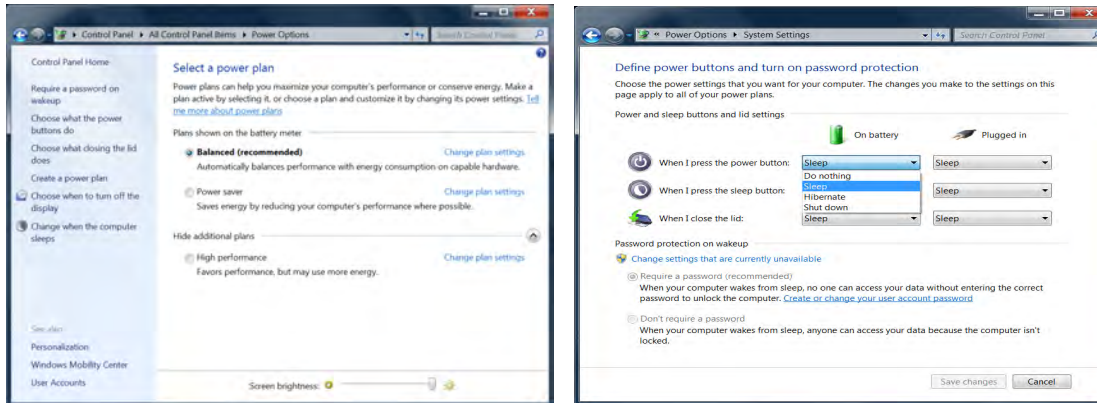 Control Panel ▸ All Control Panel Items ▸ Power Options
Search Control Panel
Control Panel Home
Require a password on
wakeup
Choose what the power
buttons do
Choose what closing the lid
does
Create a power plan
Choose when to turn off the
display
Change when the computer
sleeps
See also
Personalization
Windows Mobility Center
User Accounts
Select a power plan
Power plans can help you maximize your computer's performance or conserve energy. Make a
plan active by selecting it, or choose a plan and customize it by changing its power settings. Tell
me more about power plans
Plans shown on the battery meter
Balanced (recommended) Change plan settings
Automatically balances performance with energy consumption on capable hardware.
Power saver Change plan settings
Saves energy by reducing your computer's performance where possible.
Hide additional plans
High performance Change plan settings
Favors performance, but may use more energy.
Screen brightness:
« Power Options ▸ System Settings
Search Control Panel
Define power buttons and turn on password protection
Choose the power settings that you want for your computer. The changes you make to the settings on this
page apply to all of your power plans.
Power and sleep buttons and lid settings
On battery Plugged in
When I press the power button: Sleep Sleep
Do nothing
Sleep
Hibernate
Shut down
When I press the sleep button: Sleep
When I close the lid: Sleep Sleep
Password protection on wakeup
Change settings that are currently unavailable
Require a password (recommended)
When your computer wakes from sleep, no one can access your data without entering the correct
password to unlock the computer. Create or change your user account password
Don't require a password
When your computer wakes from sleep, anyone can access your data because the computer isn't
locked.
Save changes Cancel